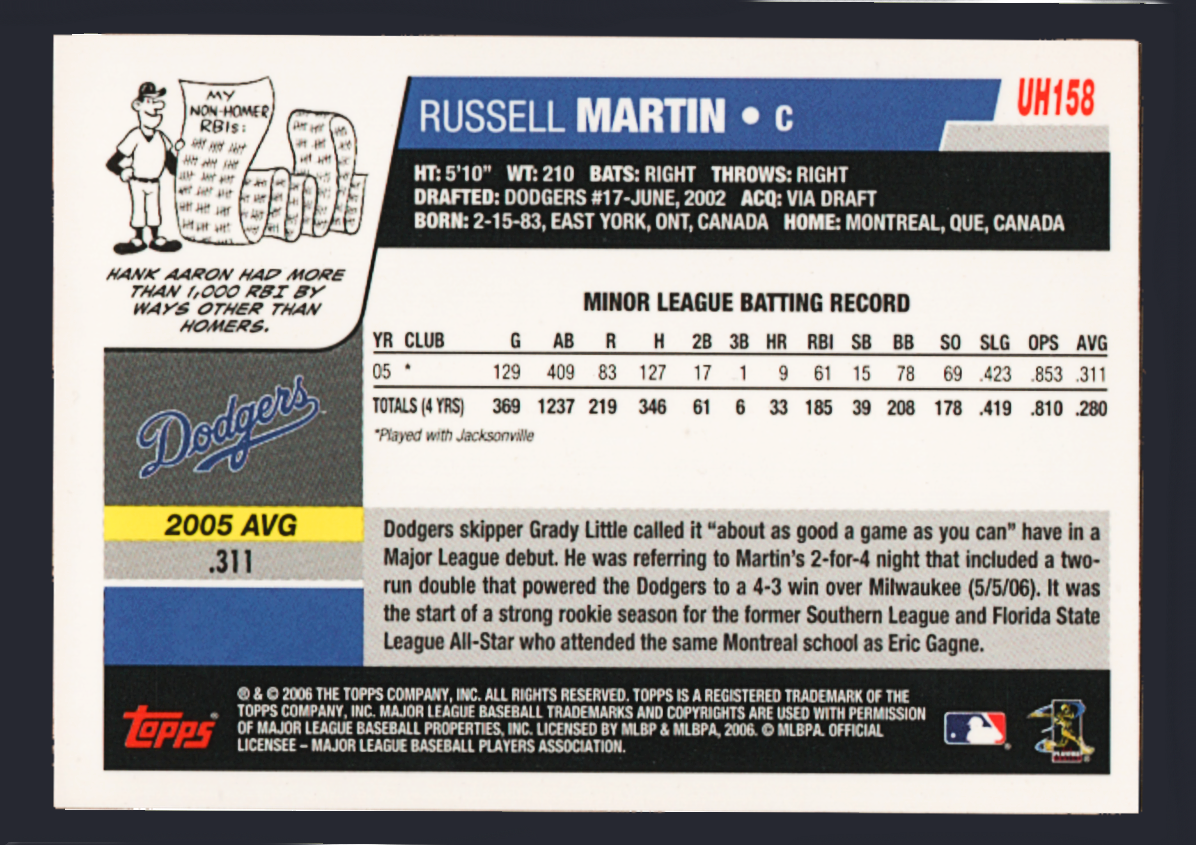 MY
NON-HOMER
RBIs:
HANK AARON HAD MORE
THAN 1,000 RBI BY
WAYS OTHER THAN
HOMERS.
RUSSELL MARTIN • C
UH158
HT: 5'10" WT: 210 BATS: RIGHT THROWS: RIGHT
DRAFTED: DODGERS #17-JUNE, 2002 ACQ: VIA DRAFT
BORN: 2-15-83, EAST YORK, ONT, CANADA HOME: MONTREAL, QUE, CANADA
MINOR LEAGUE BATTING RECORD
YR CLUB G AB R H 2B 3B HR RBI SB BB SO SLG OPS AVG
05 * 129 409 83 127 17 1 9 61 15 78 69 .423 .853 .311
TOTALS (4 YRS) 369 1237 219 346 61 6 33 185 39 208 178 .419 .810 .280
*Played with Jacksonville
Dodgers
2005 AVG
.311
Dodgers skipper Grady Little called it “about as good a game as you can” have in a
Major League debut. He was referring to Martin's 2-for-4 night that included a two-
run double that powered the Dodgers to a 4-3 win over Milwaukee (5/5/06). It was
the start of a strong rookie season for the former Southern League and Florida State
League All-Star who attended the same Montreal school as Eric Gagne.
Topps
® & © 2006 THE TOPPS COMPANY, INC. ALL RIGHTS RESERVED. TOPPS IS A REGISTERED TRADEMARK OF THE
TOPPS COMPANY, INC. MAJOR LEAGUE BASEBALL TRADEMARKS AND COPYRIGHTS ARE USED WITH PERMISSION
OF MAJOR LEAGUE BASEBALL PROPERTIES, INC. LICENSED BY MLBP & MLBPA, 2006. © MLBPA. OFFICIAL
LICENSEE – MAJOR LEAGUE BASEBALL PLAYERS ASSOCIATION.